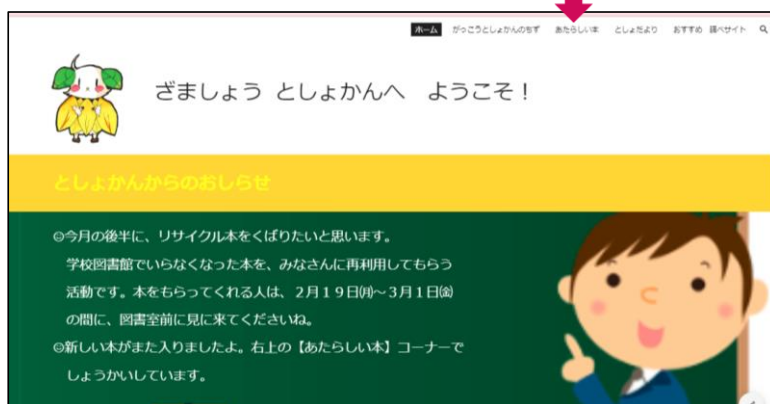 ホーム がっこうとしょかんのちず あたらしい本 としょだより おすすめ 調べサイト
ざましょう としょかんへ ようこそ！
としょかんからのおしらせ
☺今月の後半に、リサイクル本をくばりたいと思います。
学校図書館でいらなくなった本を、みなさんに再利用してもらう
活動です。本をもらってくれる人は、２月１９日㈪～３月１日㈮
の間に、図書室前に見に来てくださいね。
☺新しい本がまた入りましたよ。右上の【あたらしい本】コーナーで
しょうかいしています。